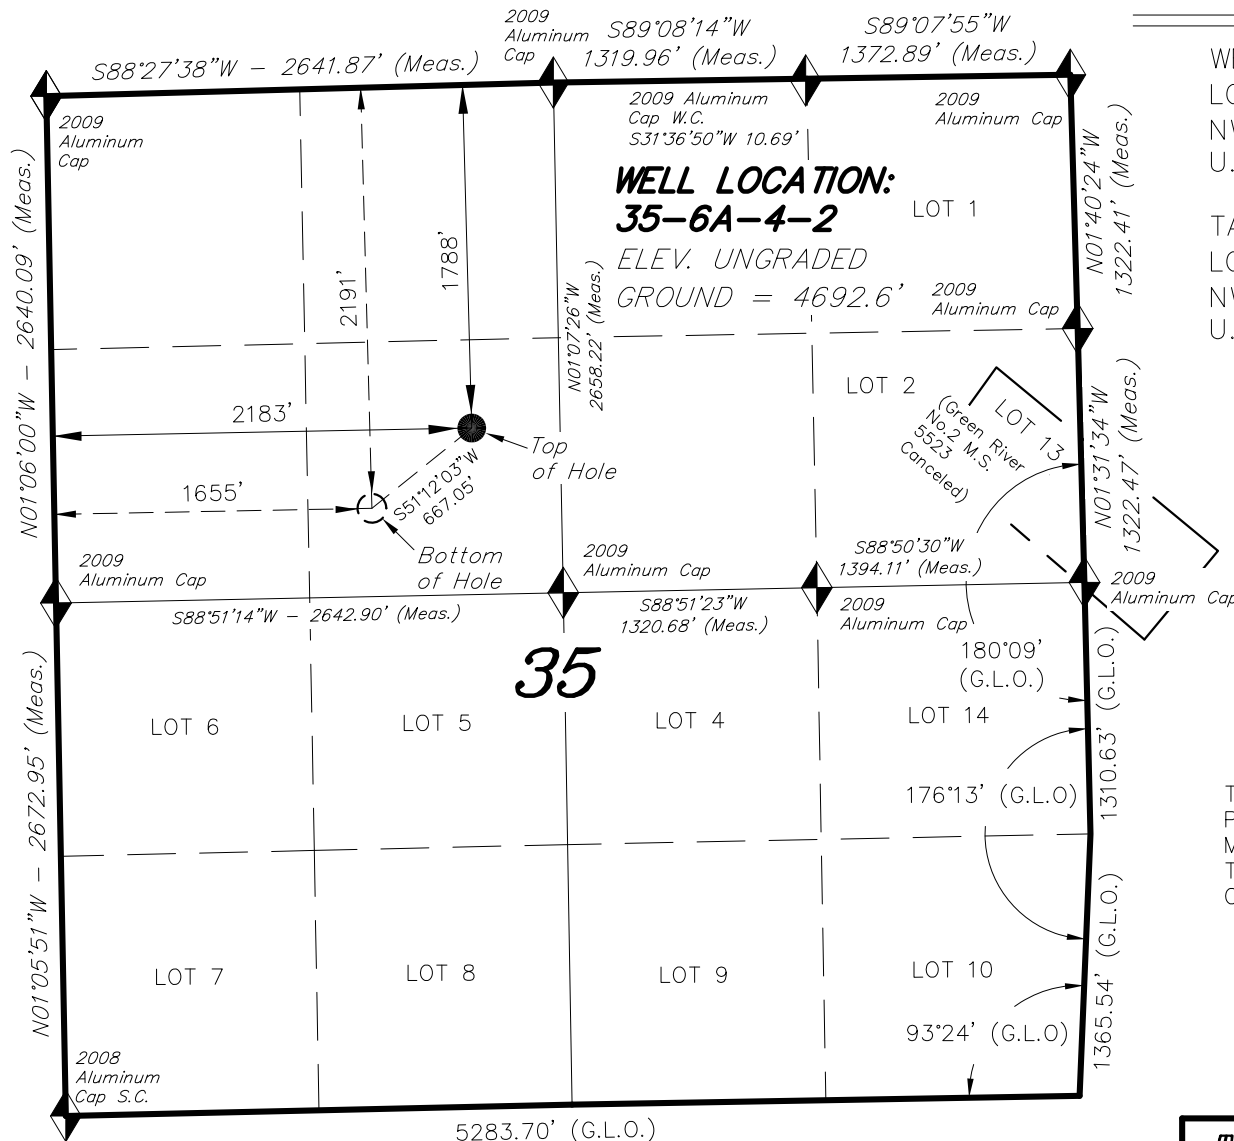 S88°27'38"W - 2641.87' (Meas.)
2009
Aluminum
Cap
S89°08'14"W
1319.96' (Meas.)
S89°07'55"W
1372.89' (Meas.)
2009
Aluminum
Cap
2009 Aluminum
Cap W.C.
S31°36'50"W 10.69'
2009
Aluminum Cap
WELL LOCATION:
35-6A-4-2
ELEV. UNGRADED
GROUND = 4692.6'
LOT 1
N01°40'24"W
1322.41' (Meas.)
N01°06'00"W - 2640.09' (Meas.)
2191'
1788'
N01°07'26"W
2658.22' (Meas.)
2009
Aluminum Cap
LOT 2
LOT 13
(Green River
No.2 M.S.
5523
Canceled)
N01°31'34"W
1322.47' (Meas.)
2183'
Top
of Hole
1655'
S51°12'03"W
667.05'
Bottom
of Hole
2009
Aluminum Cap
2009
Aluminum Cap
S88°50'30"W
1394.11' (Meas.)
2009
Aluminum Cap
S88°51'14"W - 2642.90' (Meas.)
S88°51'23"W
1320.68' (Meas.)
2009
Aluminum Cap
35
180°09'
(G.L.O.)
LOT 6
LOT 5
LOT 4
LOT 14
1310.63' (G.L.O.)
N01°05'51"W - 2672.95' (Meas.)
176°13' (G.L.O)
LOT 7
LOT 8
LOT 9
LOT 10
93°24' (G.L.O)
1365.54' (G.L.O.)
2008
Aluminum
Cap S.C.
5283.70' (G.L.O.)